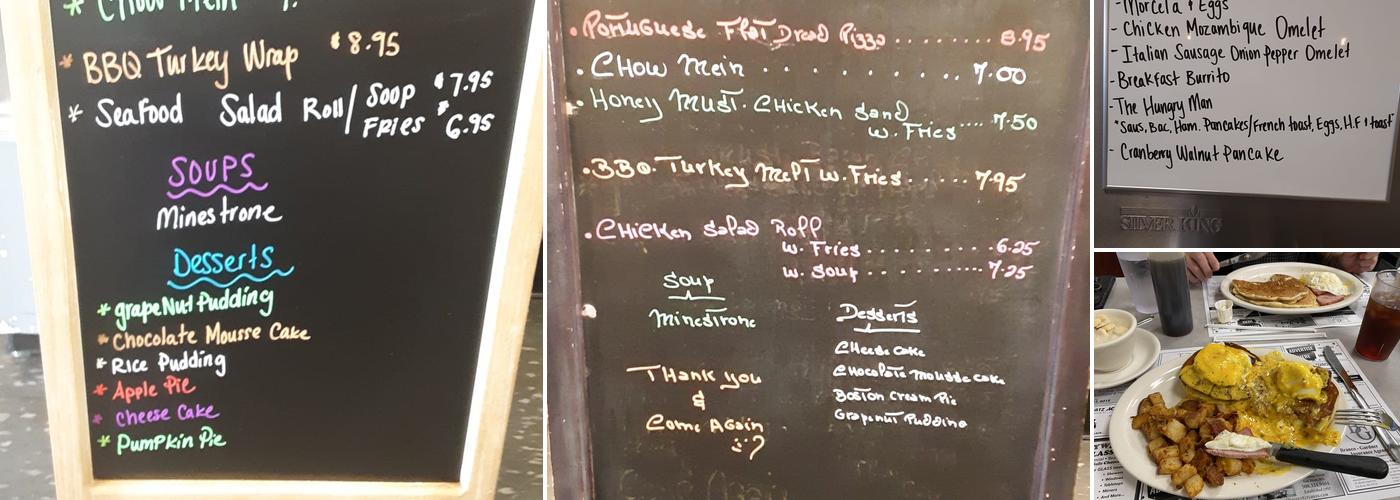 * Chow Mein
* BBQ Turkey Wrap $8.95
* Seafood Salad Roll/ Soup $7.95
Fries $6.95
SOUPS
Minestrone
Desserts
* grapeNut Pudding
* Chocolate Mousse Cake
* Rice Pudding
* Apple Pie
* Cheese Cake
* Pumpkin Pie
. Portuguese Flat Bread Pizza ........ 8.95
. Chow Mein .......... 7.00
. Honey Must. Chicken Sand
w. Fries .... 7.50
. BBQ. Turkey Melt w. Fries ...... 7.95
. Chicken Salad Roll
w. Fries .......... 6.25
w. Soup .......... 7.25
Soup
Minestrone
Thank you
&
Come Again
Desserts
Cheese Cake
Chocolate Mousse Cake
Boston Cream Pie
Grapenut Pudding
- Morcela & Eggs
- Chicken Mozambique Omelet
- Italian Sausage Onion Pepper Omelet
- Breakfast Burrito
- The Hungry Man
*Saus, Bac, Ham. Pancakes/French toast, Eggs, H.F & toast*
- Cranberry Walnut Pancake
SILVER KING
ADVERTISE